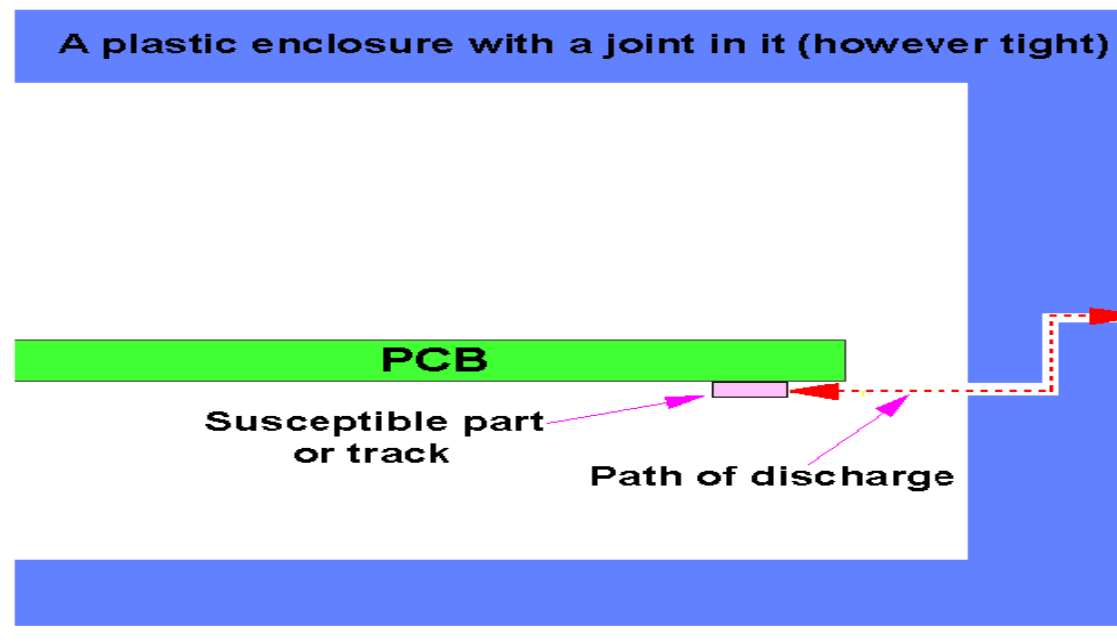 A plastic enclosure with a joint in it (however tight)
PCB
Susceptible part
or track
Path of discharge